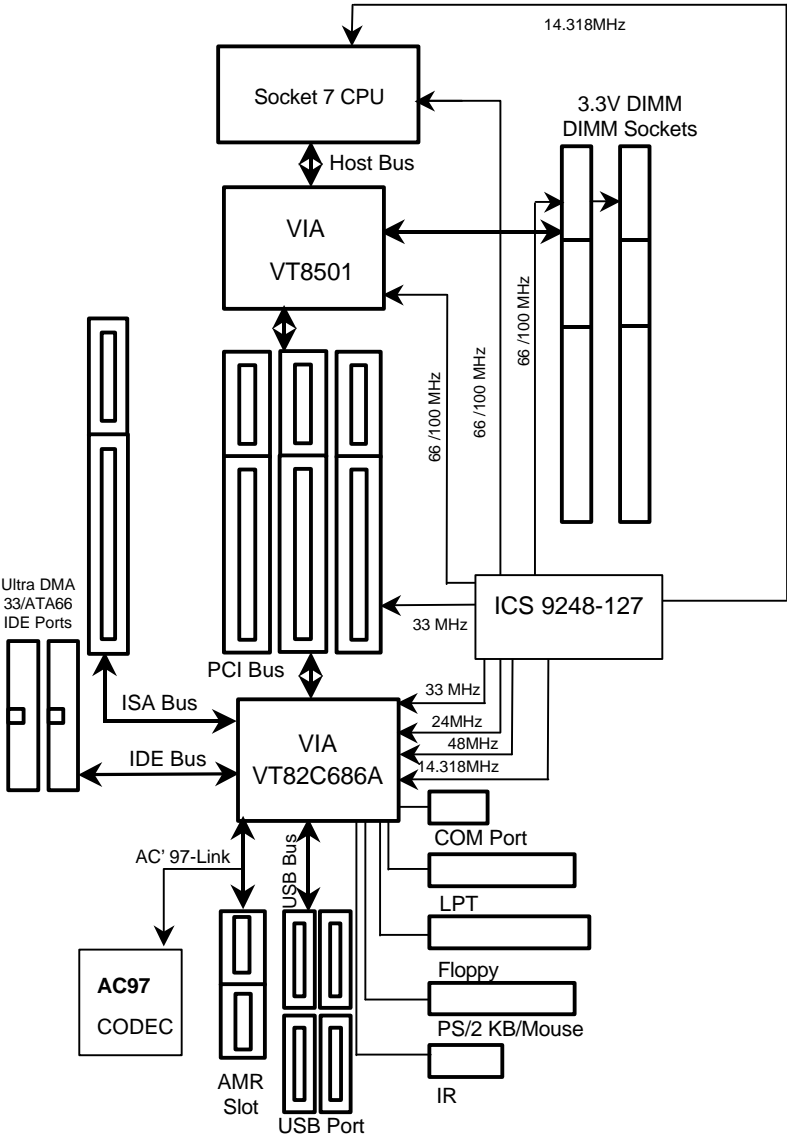 14.318MHz
Socket 7 CPU
3.3V DIMM
DIMM Sockets
Host Bus
VIA
VT8501
66 /100 MHz
66 /100 MHz
66 /100 MHz
Ultra DMA
33/ATA66
IDE Ports
ICS 9248-127
33 MHz
PCI Bus
ISA Bus
33 MHz
24MHz
48MHz
14.318MHz
IDE Bus
VIA
VT82C686A
COM Port
AC' 97-Link
USB Bus
LPT
Floppy
AC97
CODEC
PS/2 KB/Mouse
AMR
Slot
IR
USB Port